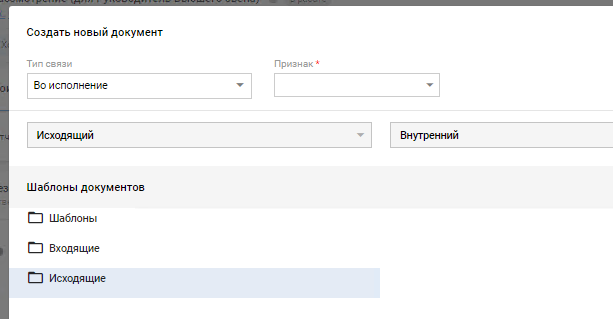 Создать новый документ
Тип связи Признак *
Во исполнение
Исходящий Внутренний
Шаблоны документов
Шаблоны
Входящие
Исходящие